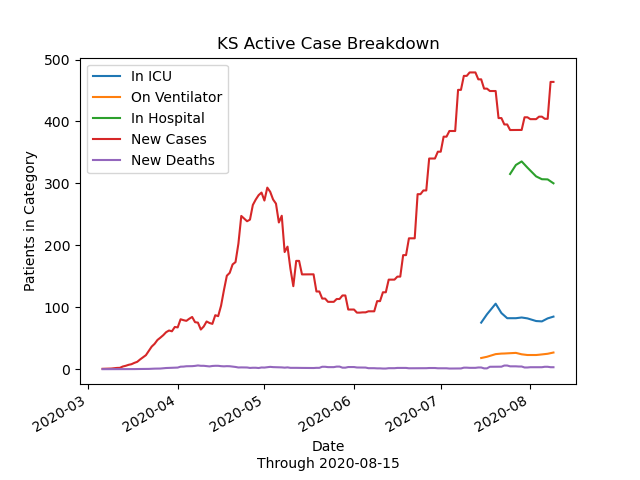 KS Active Case Breakdown
500
400
300
200
100
0
Patients in Category
In ICU
On Ventilator
In Hospital
New Cases
New Deaths
2020-03
2020-04
2020-05
2020-06
2020-07
2020-08
Date
Through 2020-08-15